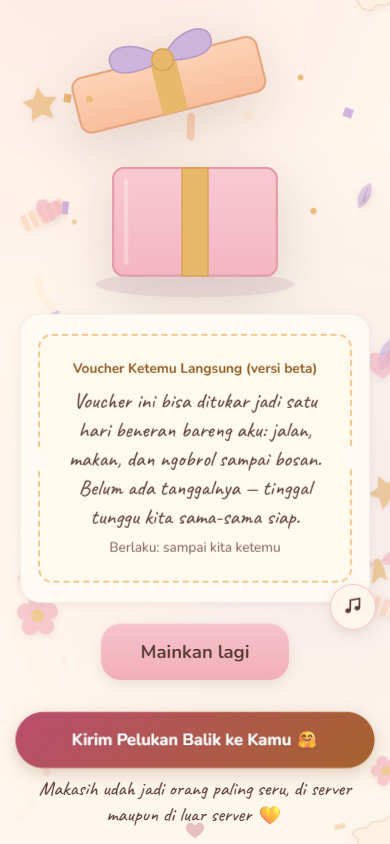 Voucher Ketemu Langsung (versi beta)
Voucher ini bisa ditukar jadi satu
hari beneran bareng aku: jalan,
makan, dan ngobrol sampai bosan.
Belum ada tanggalnya — tinggal
tunggu kita sama-sama siap.
Berlaku: sampai kita ketemu
Mainkan lagi
Kirim Pelukan Balik ke Kamu 🤗
Makasih udah jadi orang paling seru, di server
maupun di luar server 💛